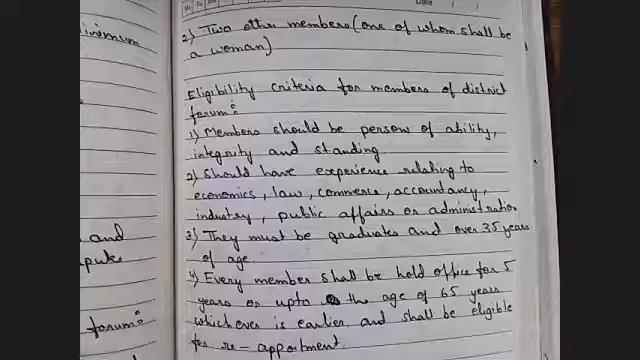 inimum
and
pute
forum:
Date / /
2) Two other members (one of whom shall be
a woman)
Eligibility criteria for members of district
forum:
1) Members should be person of ability,
integrity and standing
2) Should have experience relating to
economics, law, commerce, accountancy,
industry, public affairs or administration
3) They must be graduates and over 35 years
of age.
4) Every member shall be hold office for 5
years or upto the age of 65 years
whichever is earlier and shall be eligible
for re-appointment.